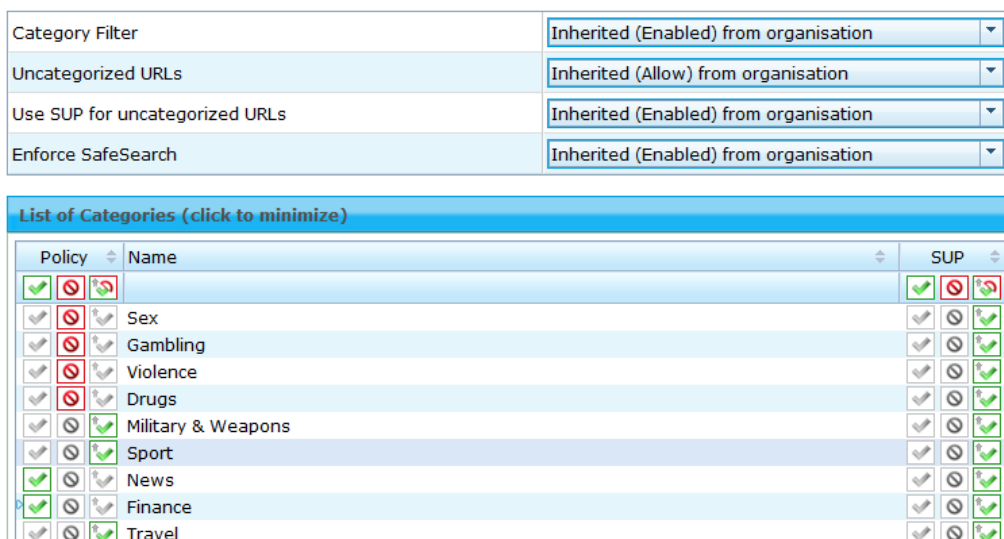 Category Filter Inherited (Enabled) from organisation
Uncategorized URLs Inherited (Allow) from organisation
Use SUP for uncategorized URLs Inherited (Enabled) from organisation
Enforce SafeSearch Inherited (Enabled) from organisation
List of Categories (click to minimize)
Policy Name SUP
Sex
Gambling
Violence
Drugs
Military & Weapons
Sport
News
Finance
Travel